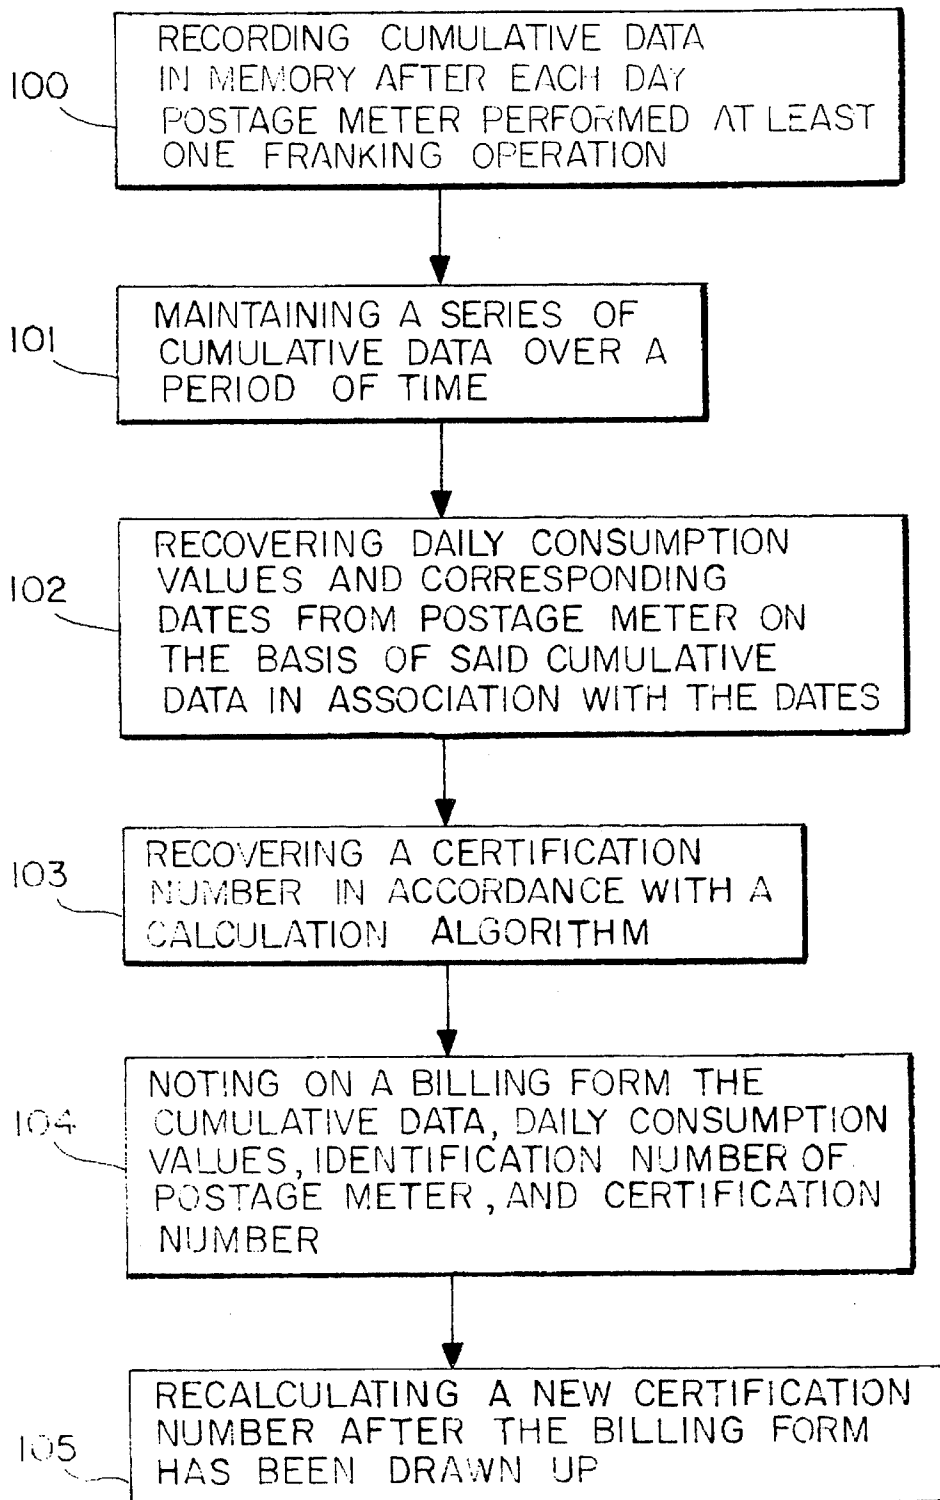 100
RECORDING CUMULATIVE DATA
IN MEMORY AFTER EACH DAY
POSTAGE METER PERFORMED AT LEAST
ONE FRANKING OPERATION
101
MAINTAINING A SERIES OF
CUMULATIVE DATA OVER A
PERIOD OF TIME
102
RECOVERING DAILY CONSUMPTION
VALUES AND CORRESPONDING
DATES FROM POSTAGE METER ON
THE BASIS OF SAID CUMULATIVE
DATA IN ASSOCIATION WITH THE DATES
103
RECOVERING A CERTIFICATION
NUMBER IN ACCORDANCE WITH A
CALCULATION ALGORITHM
104
NOTING ON A BILLING FORM THE
CUMULATIVE DATA, DAILY CONSUMPTION
VALUES, IDENTIFICATION NUMBER OF
POSTAGE METER, AND CERTIFICATION
NUMBER
105
RECALCULATING A NEW CERTIFICATION
NUMBER AFTER THE BILLING FORM
HAS BEEN DRAWN UP